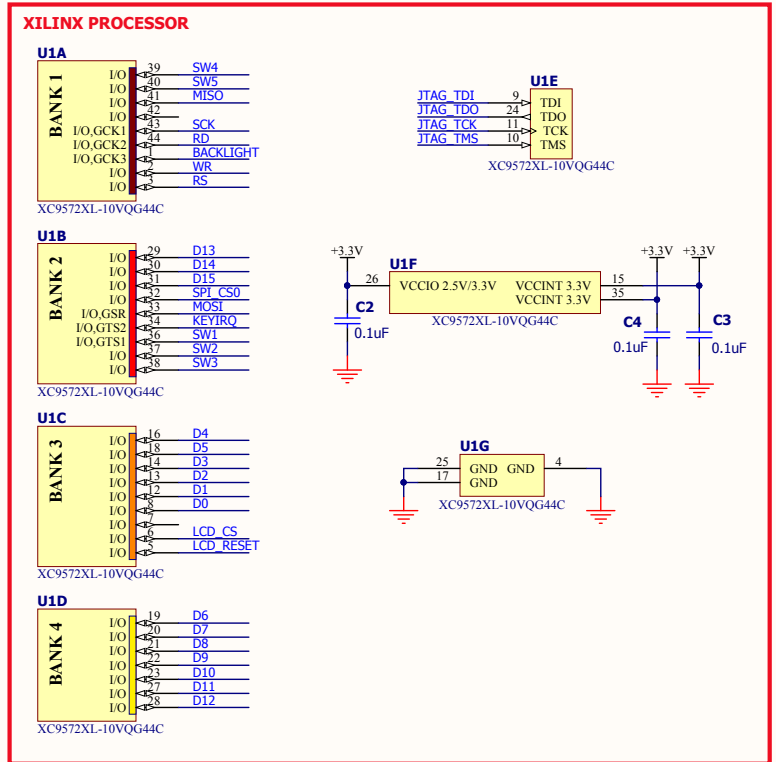 XILINX PROCESSOR
U1A
BANK 1
I/O 39 SW4
I/O 40 SW5
I/O 41 MISO
I/O 42
I/O,GCK1 43 SCK
I/O,GCK2 44 RD
I/O,GCK3 1 BACKLIGHT
I/O 2 WR
I/O 3 RS
XC9572XL-10VQG44C
U1E
JTAG_TDI 9 TDI
JTAG_TDO 24 TDO
JTAG_TCK 11 TCK
JTAG_TMS 10 TMS
XC9572XL-10VQG44C
U1B
BANK 2
I/O 29 D13
I/O 30 D14
I/O 31 D15
I/O 32 SPI_CS0
I/O,GSR 33 MOSI
I/O,GTS2 34 KEYIRQ
I/O,GTS1 36 SW1
I/O 37 SW2
I/O 38 SW3
XC9572XL-10VQG44C
+3.3V
+3.3V +3.3V
U1F
26 VCCIO 2.5V/3.3V VCCINT 3.3V 15
VCCINT 3.3V 35
XC9572XL-10VQG44C
C2
0.1uF
C4
0.1uF
C3
0.1uF
U1C
BANK 3
I/O 16 D4
I/O 18 D5
I/O 14 D3
I/O 13 D2
I/O 12 D1
I/O 8 D0
I/O 7
I/O 6 LCD_CS
I/O 5 LCD_RESET
XC9572XL-10VQG44C
U1G
25 GND GND 4
17 GND
XC9572XL-10VQG44C
U1D
BANK 4
I/O 19 D6
I/O 20 D7
I/O 21 D8
I/O 22 D9
I/O 23 D10
I/O 27 D11
I/O 28 D12
XC9572XL-10VQG44C